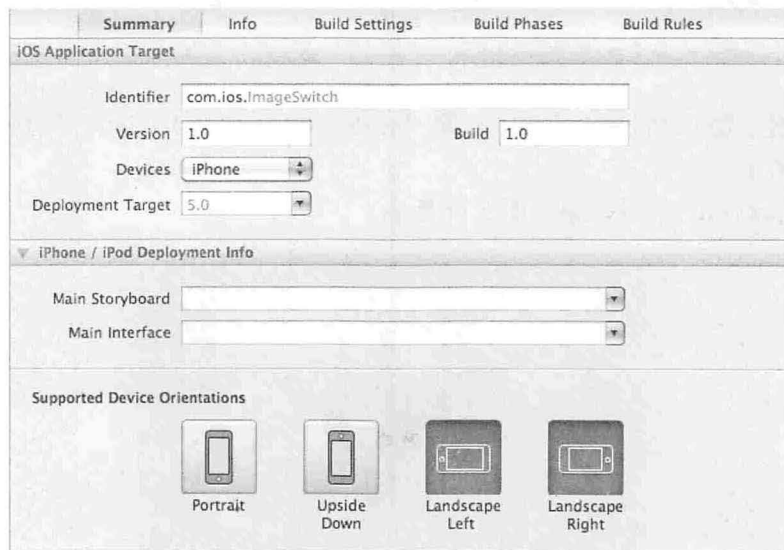 Summary Info Build Settings Build Phases Build Rules
iOS Application Target
Identifier com.ios.ImageSwitch
Version 1.0 Build 1.0
Devices iPhone
Deployment Target 5.0
iPhone / iPod Deployment Info
Main Storyboard
Main Interface
Supported Device Orientations
Portrait Upside Down Landscape Left Landscape Right